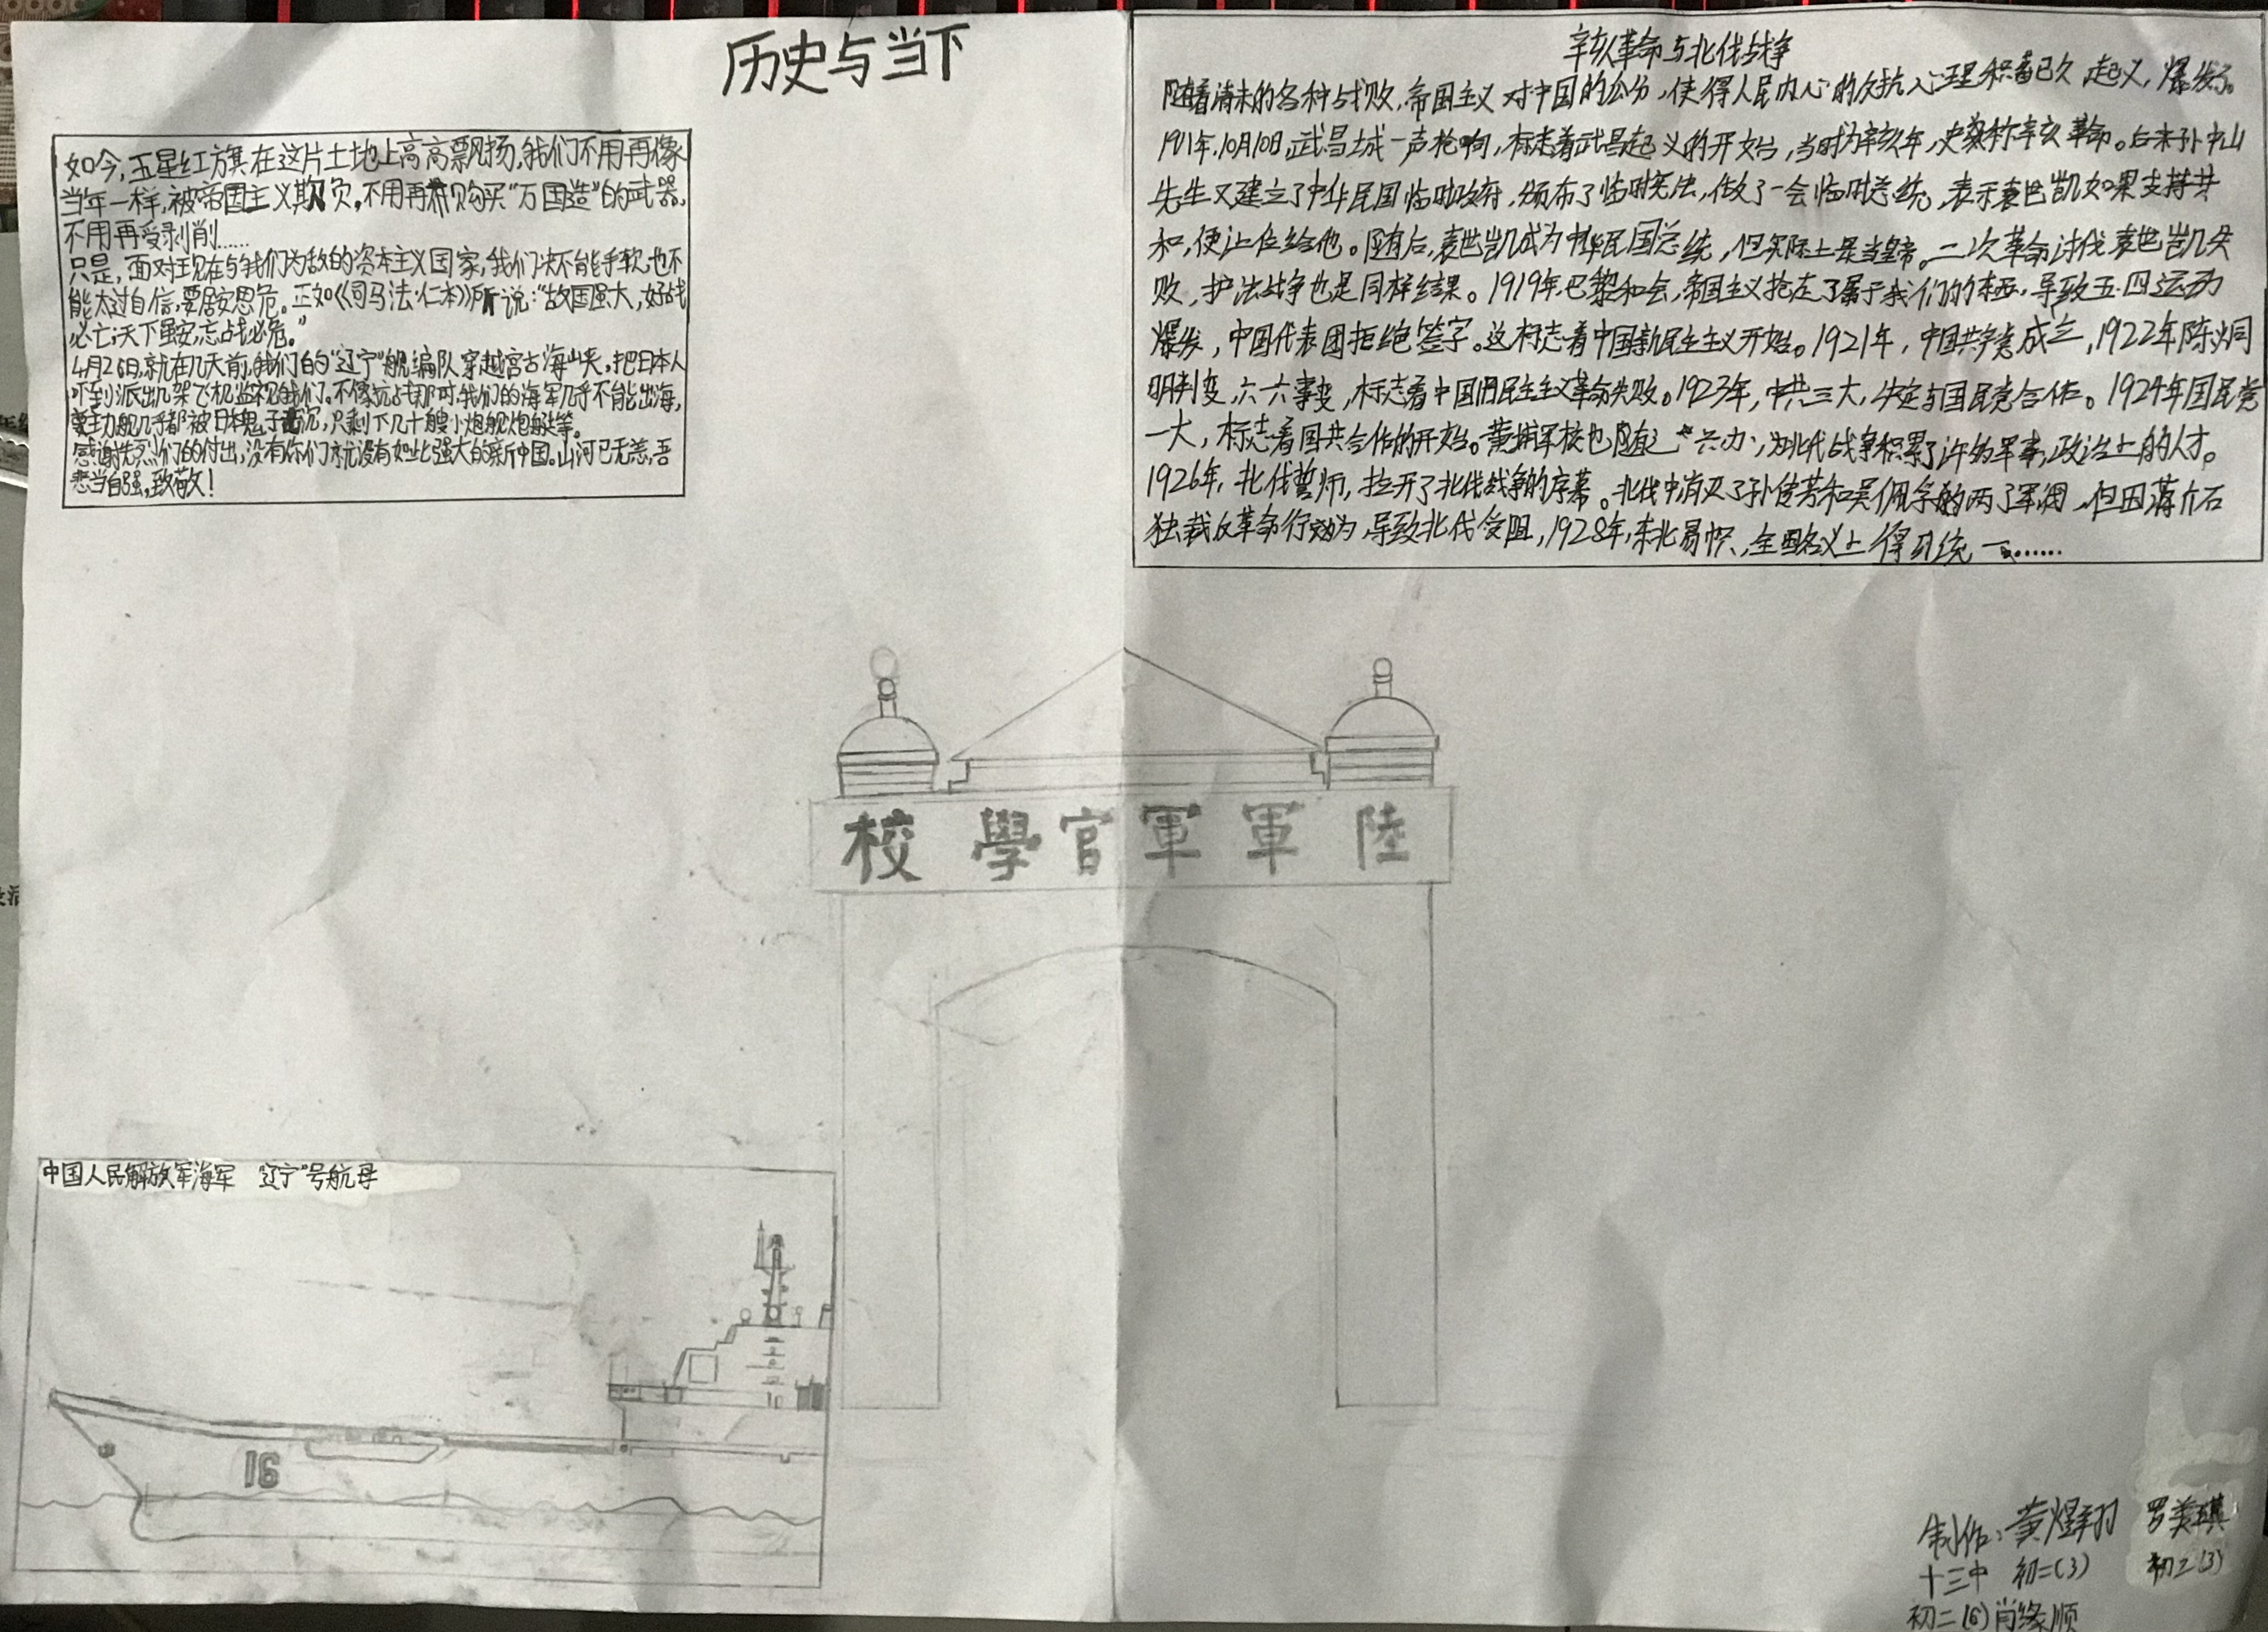 历史与当下
如今,五星红旗在这片土地上高高飘扬,我们不用再像
当年一样,被帝国主义欺负,不用再购买“万国造”的武器,
不用再受剥削……
只是,面对现在与我们为敌的资本主义国家,我们决不能手软,也不
能太过自信,要居安思危。正如《司马法·仁本》所说:“故国虽大,好战
必亡;天下虽安,忘战必危。”
4月26日,就在几天前,我们的“辽宁”舰编队穿越宫古海峡,把日本人
吓到派出几架飞机监视我们。不像抗战那时,我们的海军几乎不能出海,
主力舰几乎都被日本鬼子击沉,只剩下几十艘小炮舰炮艇等。
感谢先烈们的付出,没有你们就没有如此强大的新中国。山河已无恙,吾
辈当自强,致敬!
辛亥革命与北伐战争
随着清末的各种战败,帝国主义对中国的瓜分,使得人民内心的反抗心理积蓄已久,起义,爆发了。
1911年,10月10日,武昌城一声枪响,标志着武昌起义的开始,当时为辛亥年,史称辛亥革命。后来孙中山
先生又建立了中华民国临时政府,颁布了临时宪法,做了一会临时总统,表示袁世凯如果支持共
和,便让位给他。随后,袁世凯成为中华民国总统,但实际上是当皇帝。二次革命讨伐袁世凯失
败,护法战争也是同样结果。1919年,巴黎和会,帝国主义抢走了属于我们的东西,导致五·四运动
爆发,中国代表团拒绝签字。这标志着中国新民主主义开始。1921年,中国共产党成立,1922年陈炯
明叛变,六六事变,标志着中国旧民主主义革命失败。1923年,中共三大,决定与国民党合作。1924年国民党
一大,标志着国共合作的开始。黄埔军校也随之兴办,为北伐战争积累了许多军事,政治上的人才。
1926年,北伐誓师,拉开了北伐战争的序幕。北伐中消灭了孙传芳和吴佩孚的两个军阀,但因蒋介石
独裁反革命行为,导致北伐受阻,1928年,东北易帜,全国名义上得到统一……
校學官軍軍陸
中国人民解放军海军 “辽宁”号航母
16
制作:黄煜翔 罗美琪
十三中 初二(3) 初二(3)
初二(6)肖缘顺